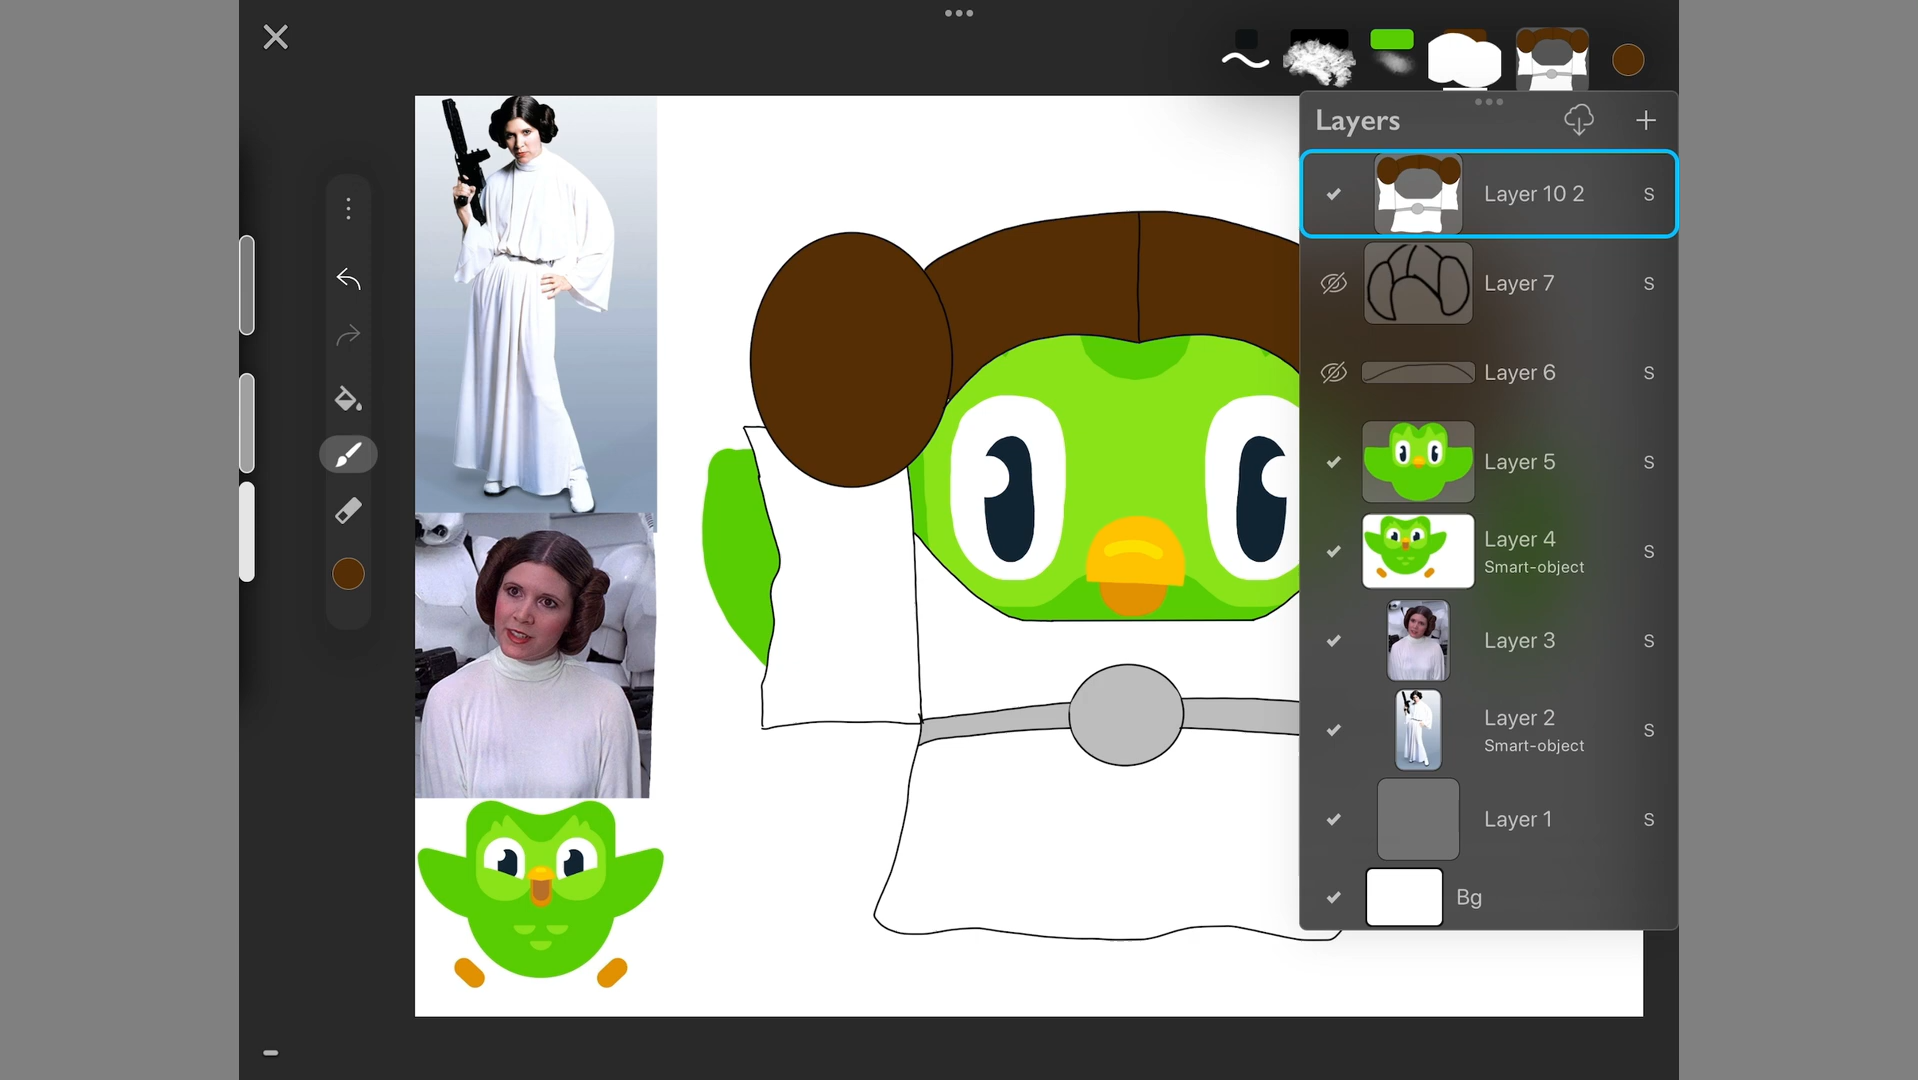 Layers
Layer 10 2
S
Layer 7
S
Layer 6
S
Layer 5
S
Layer 4
Smart-object
S
Layer 3
S
Layer 2
Smart-object
S
Layer 1
S
Bg